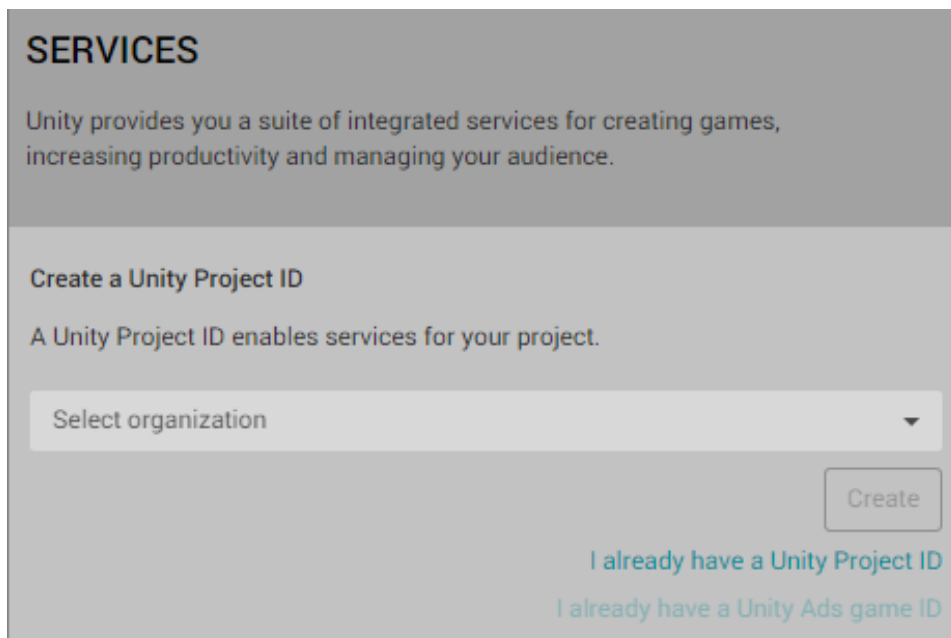 SERVICES
Unity provides you a suite of integrated services for creating games,
increasing productivity and managing your audience.
Create a Unity Project ID
A Unity Project ID enables services for your project.
Select organization
Create
I already have a Unity Project ID
I already have a Unity Ads game ID